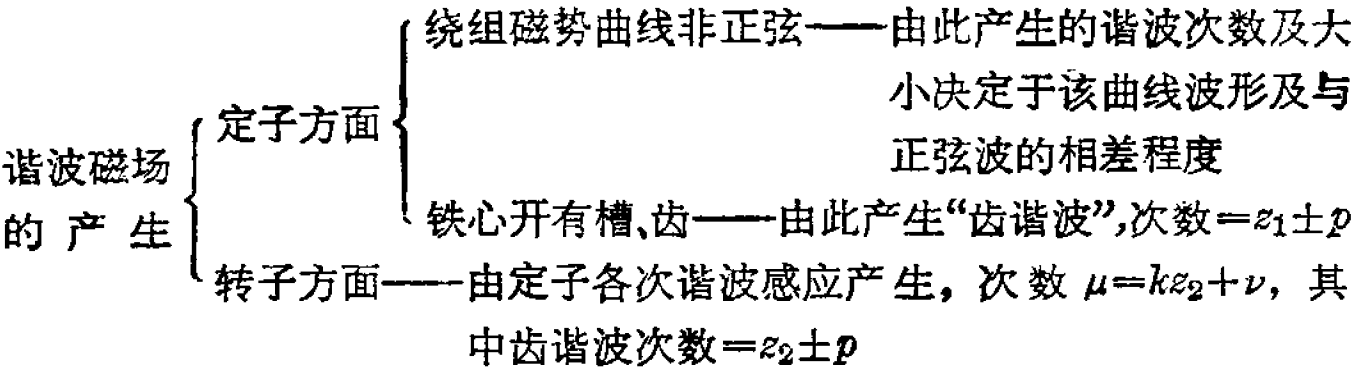 绕组磁势曲线非正弦——由此产生的谐波次数及大
小决定于该曲线波形及与
定子方面
正弦波的相差程度
谐波磁场
的产生
铁心开有槽、齿——由此产生“齿谐波”,次数=z₁±p
转子方面——由定子各次谐波感应产生，次数 μ=kz₂+ν，其
中齿谐波次数=z₂±p